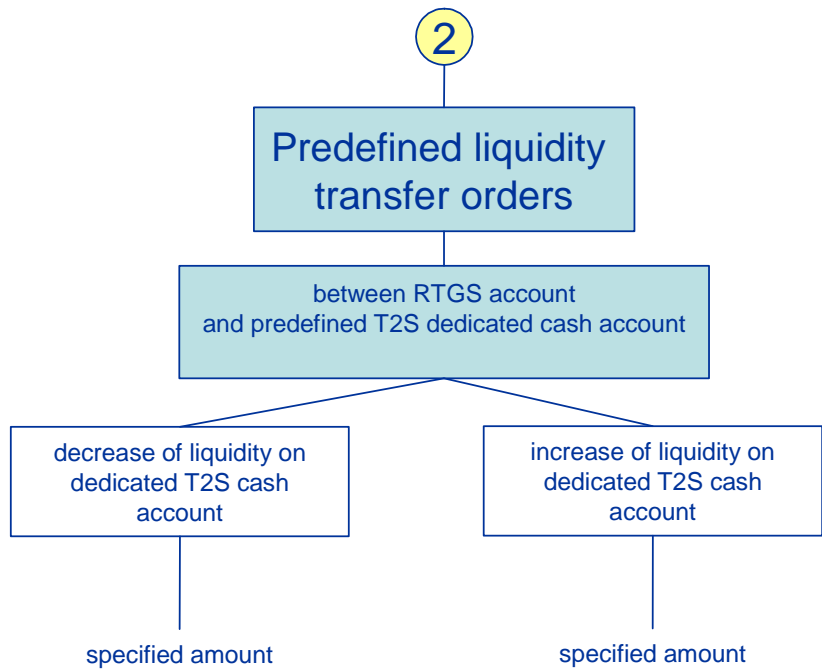 2
Predefined liquidity
transfer orders
between RTGS account
and predefined T2S dedicated cash account
decrease of liquidity on
dedicated T2S cash
account
increase of liquidity on
dedicated T2S cash
account
specified amount
specified amount